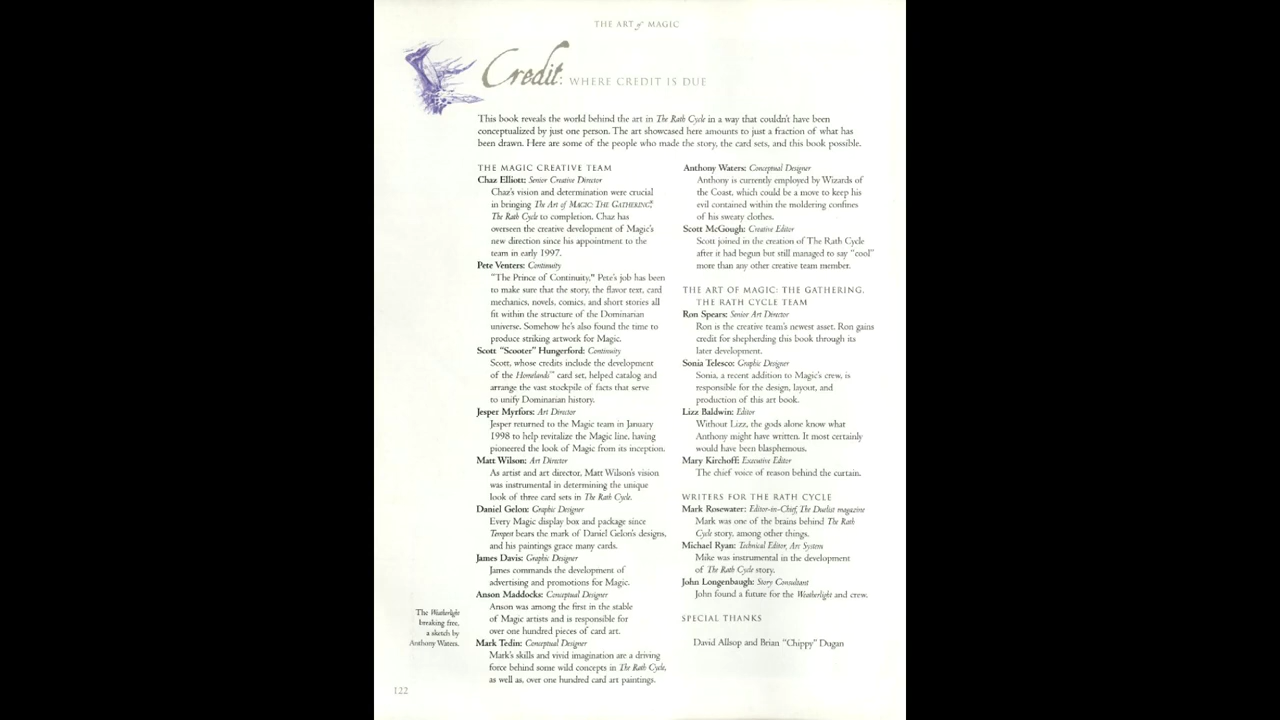 THE ART of MAGIC
Credit: WHERE CREDIT IS DUE
This book reveals the world behind the art in The Rath Cycle in a way that couldn't have been
conceptualized by just one person. The art showcased here amounts to just a fraction of what has
been drawn. Here are some of the people who made the story, the card sets, and this book possible.
THE MAGIC CREATIVE TEAM
Chaz Elliott: Senior Creative Director
Chaz's vision and determination were crucial
in bringing The Art of MAGIC: THE GATHERING®
The Rath Cycle to completion. Chaz has
overseen the creative development of Magic's
new direction since his appointment to the
team in early 1997.
Pete Venters: Continuity
"The Prince of Continuity," Pete's job has been
to make sure that the story, the flavor text, card
mechanics, novels, comics, and short stories all
fit within the structure of the Dominarian
universe. Somehow he's also found the time to
produce striking artwork for Magic.
Scott "Scooter" Hungerford: Continuity
Scott, whose credits include the development
of the Homelands™ card set, helped catalog and
arrange the vast stockpile of facts that serve
to unify Dominarian history.
Jesper Myrfors: Art Director
Jesper returned to the Magic team in January
1998 to help revitalize the Magic line, having
pioneered the look of Magic from its inception.
Matt Wilson: Art Director
As artist and art director, Matt Wilson's vision
was instrumental in determining the unique
look of three card sets in The Rath Cycle.
Daniel Gelon: Graphic Designer
Every Magic display box and package since
Tempest bears the mark of Daniel Gelon's designs,
and his paintings grace many cards.
James Davis: Graphic Designer
James commands the development of
advertising and promotions for Magic.
Anson Maddocks: Conceptual Designer
Anson was among the first in the stable
of Magic artists and is responsible for
over one hundred pieces of card art.
Mark Tedin: Conceptual Designer
Mark's skills and vivid imagination are a driving
force behind some wild concepts in The Rath Cycle,
as well as, over one hundred card art paintings.
Anthony Waters: Conceptual Designer
Anthony is currently employed by Wizards of
the Coast, which could be a move to keep his
evil contained within the moldering confines
of his sweaty clothes.
Scott McGough: Creative Editor
Scott joined in the creation of The Rath Cycle
after it had begun but still managed to say "cool"
more than any other creative team member.
THE ART OF MAGIC: THE GATHERING,
THE RATH CYCLE TEAM
Ron Spears: Senior Art Director
Ron is the creative team's newest asset. Ron gains
credit for shepherding this book through its
later development.
Sonia Telesco: Graphic Designer
Sonia, a recent addition to Magic's crew, is
responsible for the design, layout, and
production of this art book.
Lizz Baldwin: Editor
Without Lizz, the gods alone know what
Anthony might have written. It most certainly
would have been blasphemous.
Mary Kirchoff: Executive Editor
The chief voice of reason behind the curtain.
WRITERS FOR THE RATH CYCLE
Mark Rosewater: Editor-in-Chief, The Duelist magazine
Mark was one of the brains behind The Rath
Cycle story, among other things.
Michael Ryan: Technical Editor, Arc System
Mike was instrumental in the development
of The Rath Cycle story.
John Longenbaugh: Story Consultant
John found a future for the Weatherlight and crew.
SPECIAL THANKS
David Allsop and Brian "Chippy" Dugan
The Weatherlight
breaking free,
a sketch by
Anthony Waters.
122